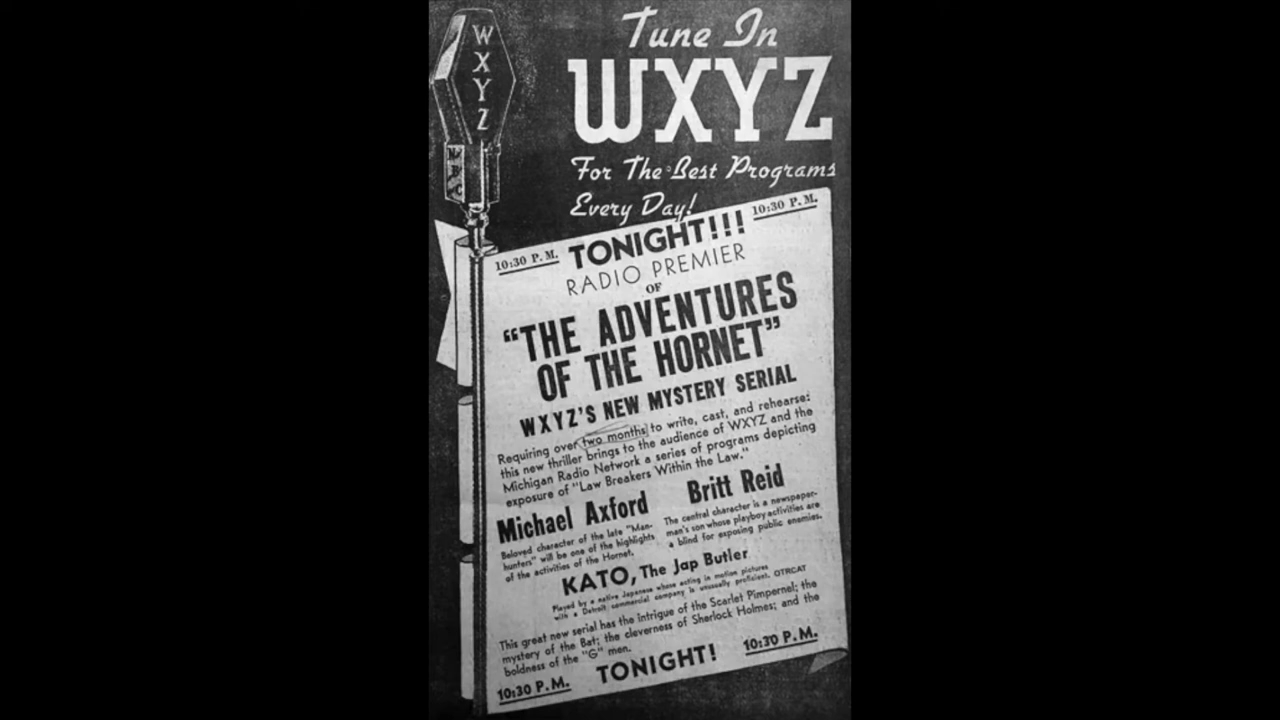 W
X
Y
Z
N
B
C
Tune In
WXYZ
For The Best Programs
Every Day!
10:30 P.M. TONIGHT!!! 10:30 P.M.
RADIO PREMIER
OF
"THE ADVENTURES
OF THE HORNET"
WXYZ'S NEW MYSTERY SERIAL
Requiring over two months to write, cast, and rehearse:
this new thriller brings to the audience of WXYZ and the
Michigan Radio Network a series of programs depicting
exposure of "Law Breakers Within the Law."
Michael Axford
Beloved character of the late "Man-
hunters" will be one of the highlights
of the activities of the Hornet.
Britt Reid
The central character is a newspaper-
man's son whose playboy activities are
a blind for exposing public enemies.
KATO, The Jap Butler
Played by a native Japanese whose acting in motion pictures
with a Detroit commercial company is unusually proficient. OTRCAT
This great new serial has the intrigue of the Scarlet Pimpernel; the
mystery of the Bat; the cleverness of Sherlock Holmes; and the
boldness of the "G" men.
10:30 P.M. TONIGHT! 10:30 P.M.